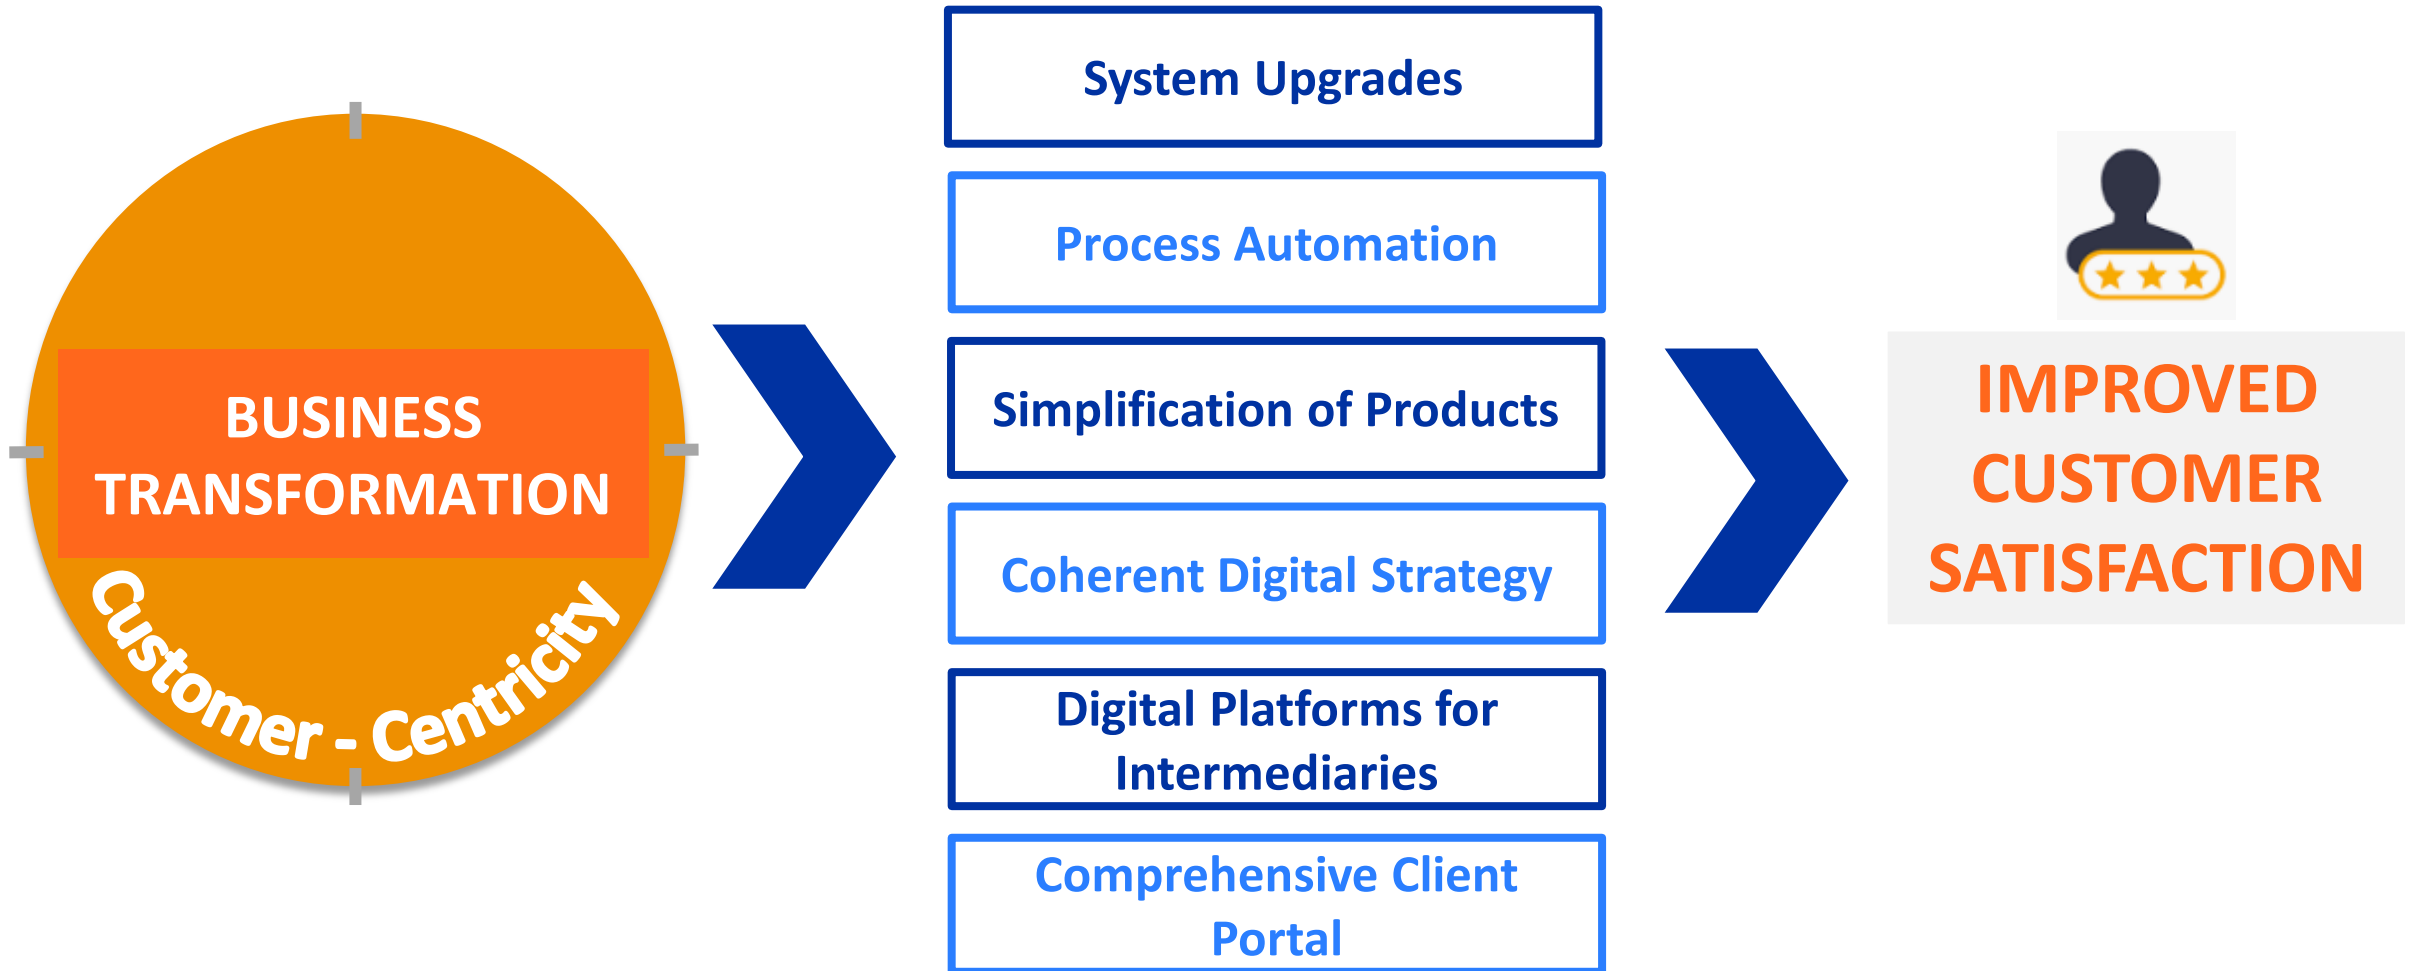 BUSINESS
TRANSFORMATION
Customer - Centricity
System Upgrades
Process Automation
Simplification of Products
Coherent Digital Strategy
Digital Platforms for
Intermediaries
Comprehensive Client
Portal
IMPROVED
CUSTOMER
SATISFACTION